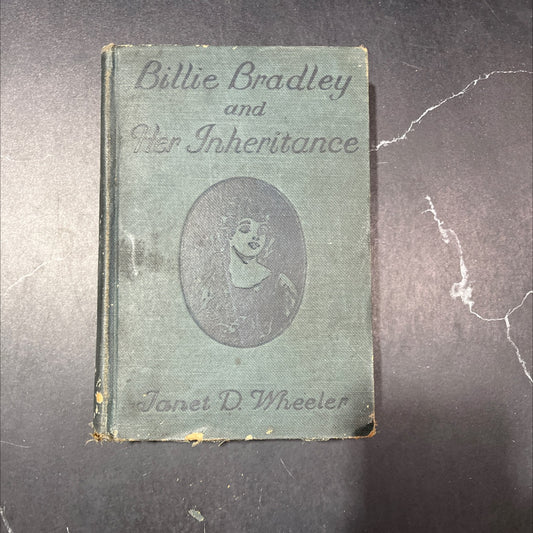 Billie Bradley
and
Her Inheritance
Janet D. Wheeler